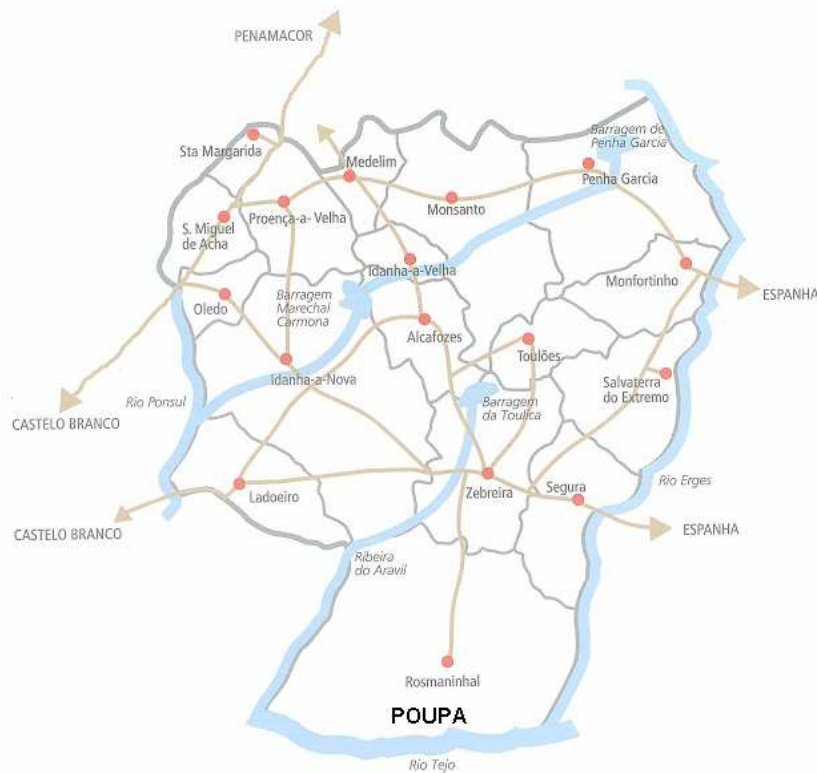 PENAMACOR
Barragem de
Penha Garcia
Sta Margarida
Medelim
Penha Garcia
Monsanto
S. Miguel
de Acha
Proença-a- Velha
Idanha-a-Velha
Monfortinho
ESPANHA
Oledo
Barragem
Marechal
Carmona
Alcafozes
Toulões
Idanha-a-Nova
Salvaterra
do Extremo
Rio Ponsul
Barragem
da Toulica
CASTELO BRANCO
Rio Erges
Zebreira
Segura
Ladoeiro
CASTELO BRANCO
ESPANHA
Ribeira
do Aravil
Rosmaninhal
POUPA
Rio Tejo